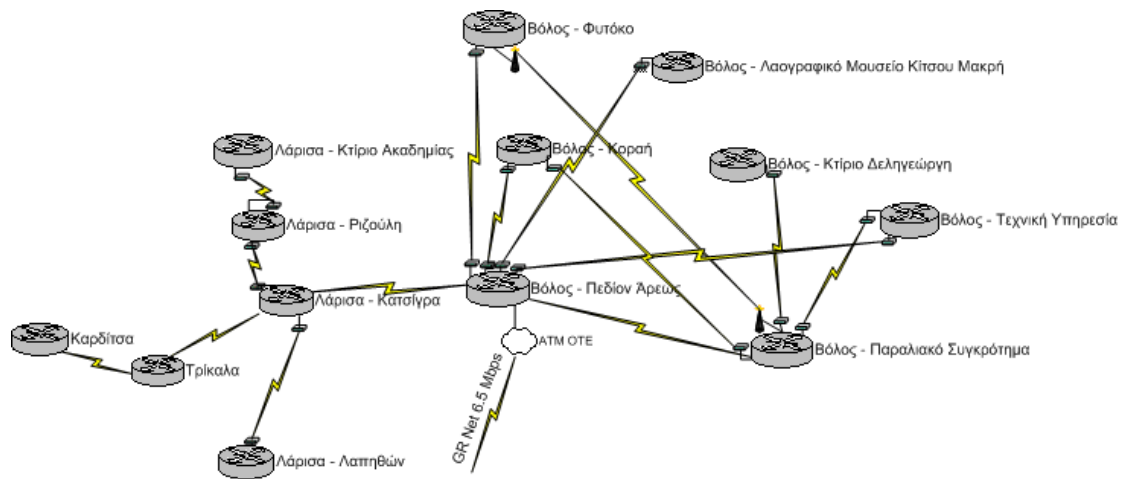 Βόλος - Φυτόκο
Βόλος - Λαογραφικό Μουσείο Κίτσου Μακρή
Λάρισα - Κτίριο Ακαδημίας
Βόλος - Κοραή
Βόλος - Κτίριο Δεληγεώργη
Λάρισα - Ριζούλη
Βόλος - Τεχνική Υπηρεσία
Βόλος - Πεδίον Άρεως
Λάρισα - Κατσίγρα
Καρδίτσα
ATM OTE
Βόλος - Παραλιακό Συγκρότημα
Τρίκαλα
GR Net 6.5 Mbps
Λάρισα - Λαπηθών